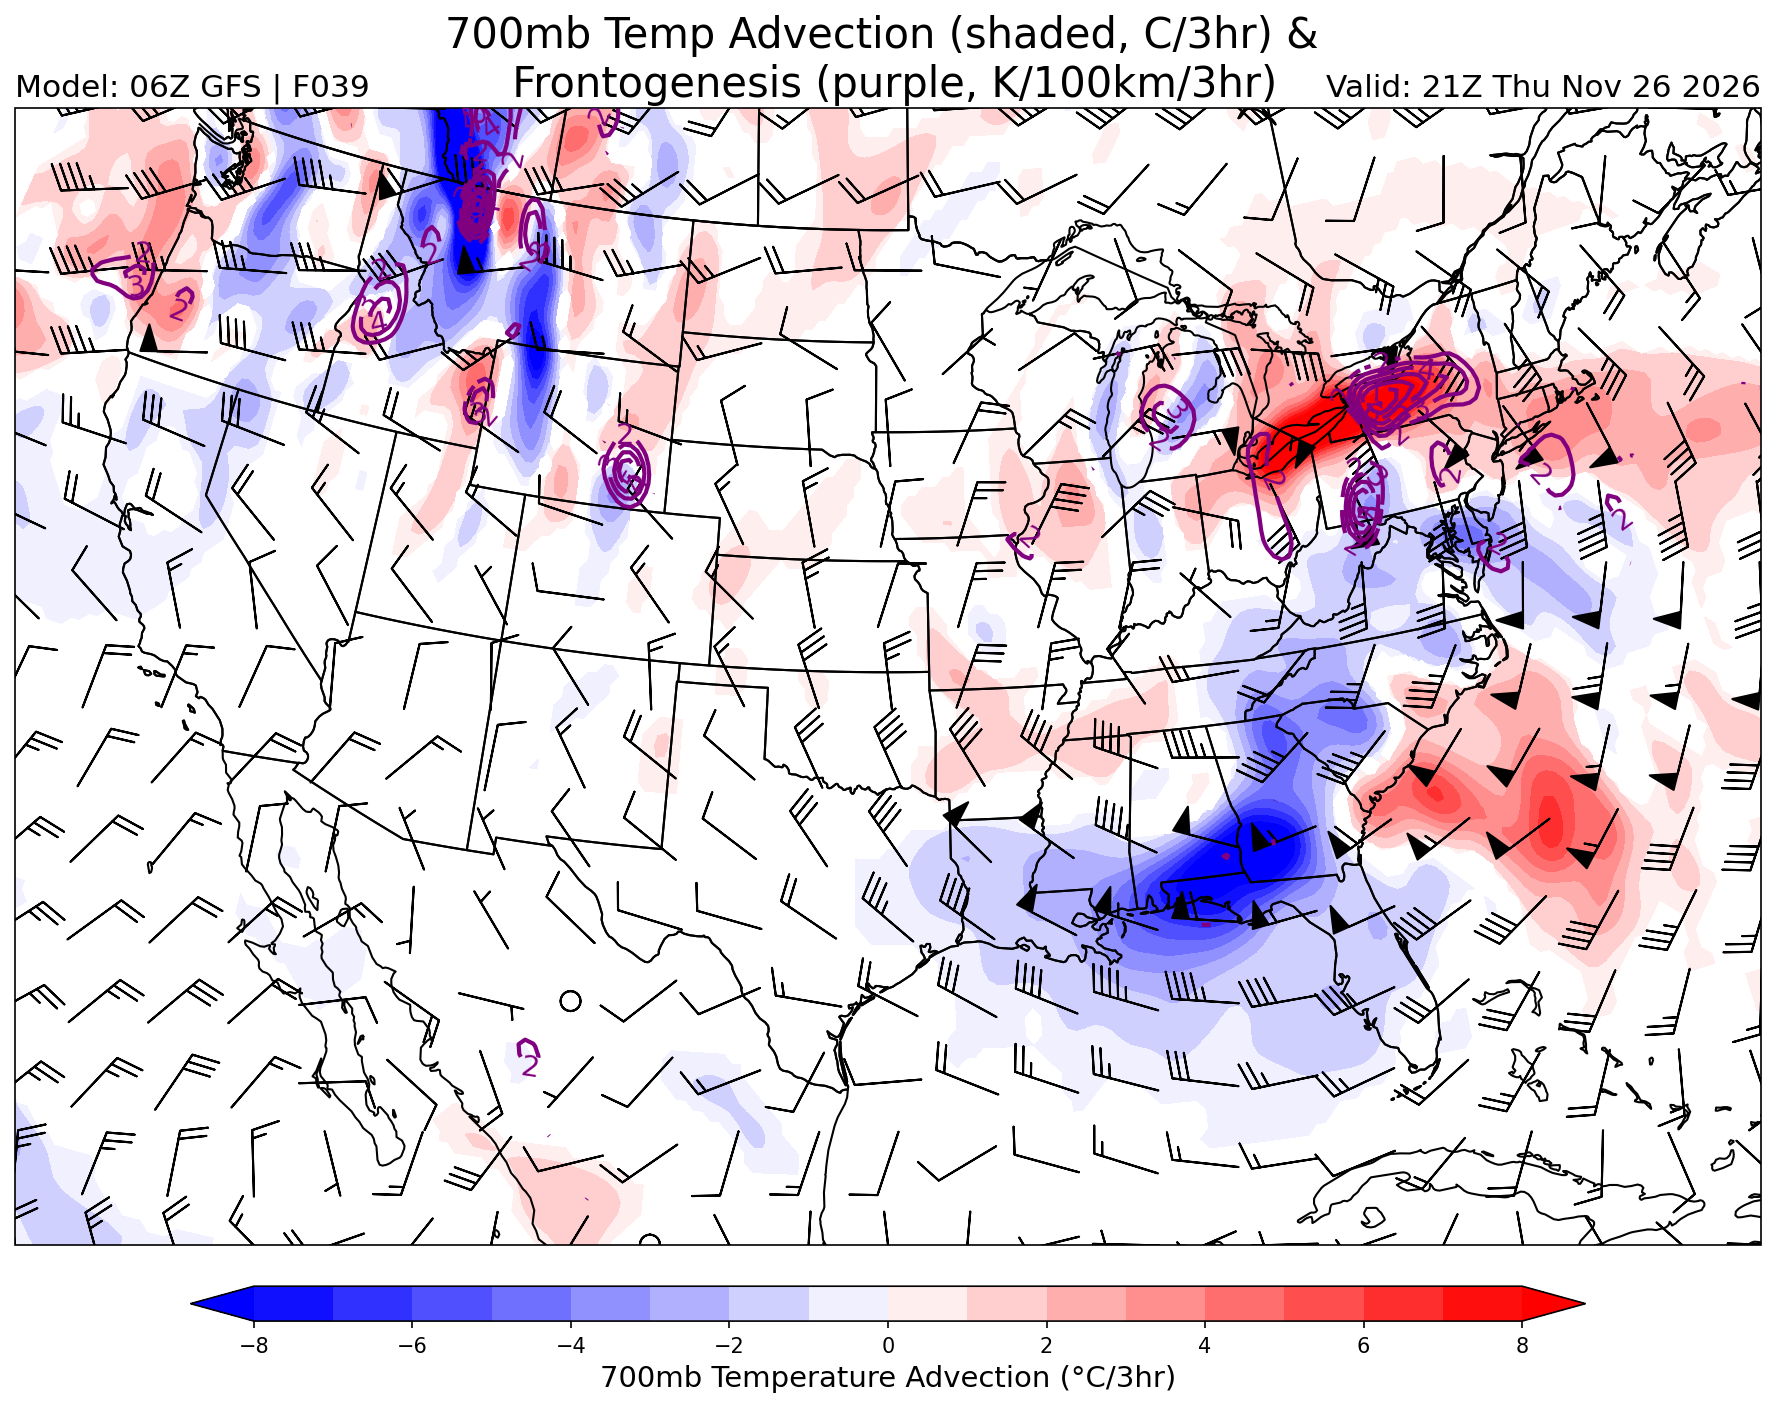 700mb Temp Advection (shaded, C/3hr) &
Model: 06Z GFS | F039
Frontogenesis (purple, K/100km/3hr)
Valid: 21Z Thu Nov 26 2026
−8 −6 −4 −2 0 2 4 6 8
700mb Temperature Advection (°C/3hr)